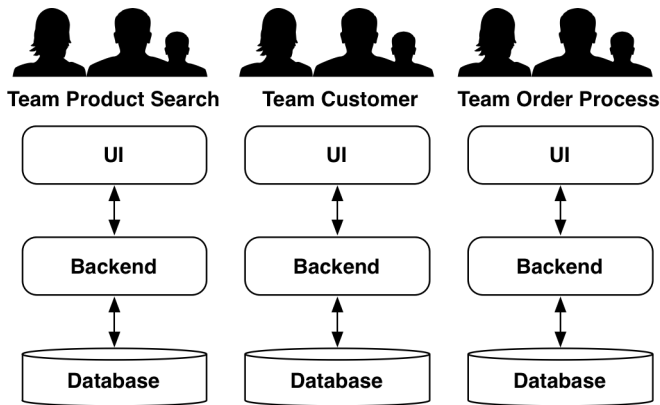 Team Product Search Team Customer Team Order Process
UI UI UI
Backend Backend Backend
Database Database Database